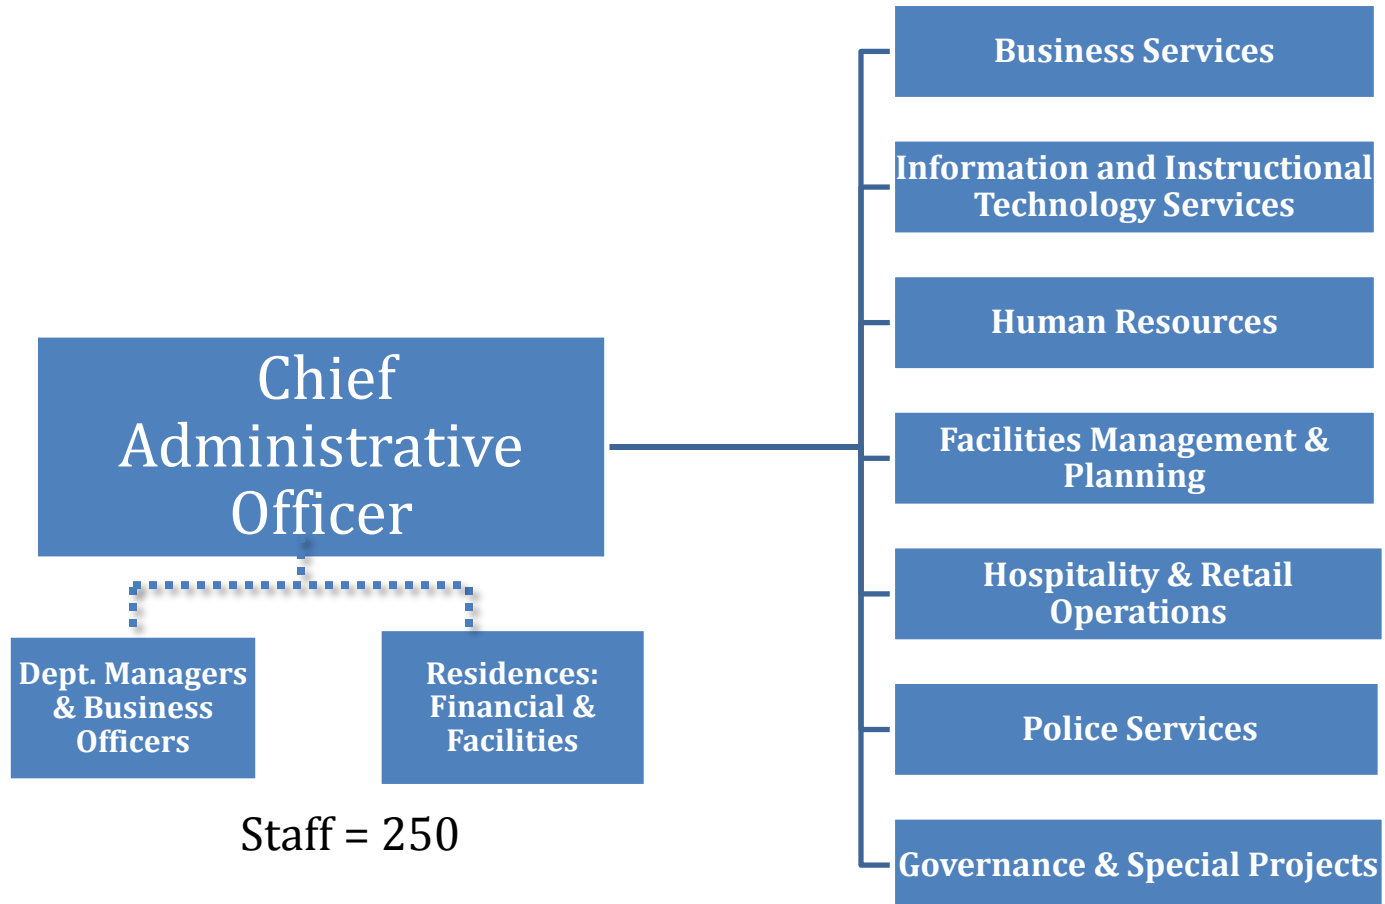 Business Services
Information and Instructional
Technology Services
Human Resources
Chief
Administrative
Officer
Facilities Management &
Planning
Hospitality & Retail
Operations
Dept. Managers
& Business
Officers
Residences:
Financial &
Facilities
Police Services
Staff = 250
Governance & Special Projects